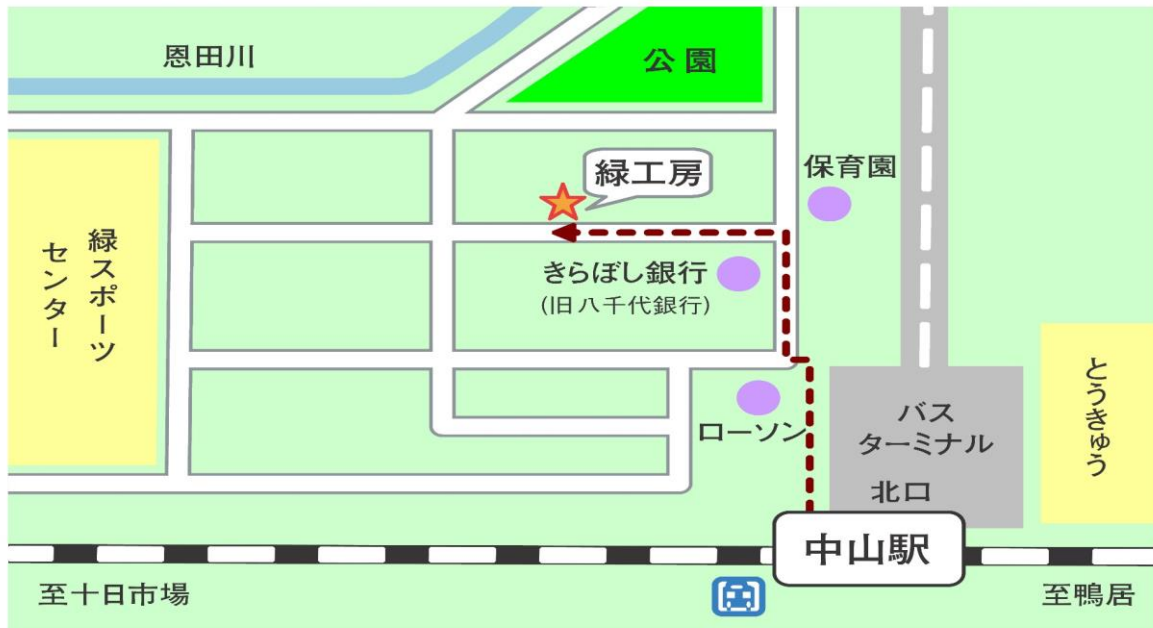 恩田川
公園
緑工房
保育園
きらぼし銀行
(旧八千代銀行)
緑スポーツ
センター
ローソン
バス
ターミナル
北口
とうきゅう
中山駅
至十日市場
至鴨居